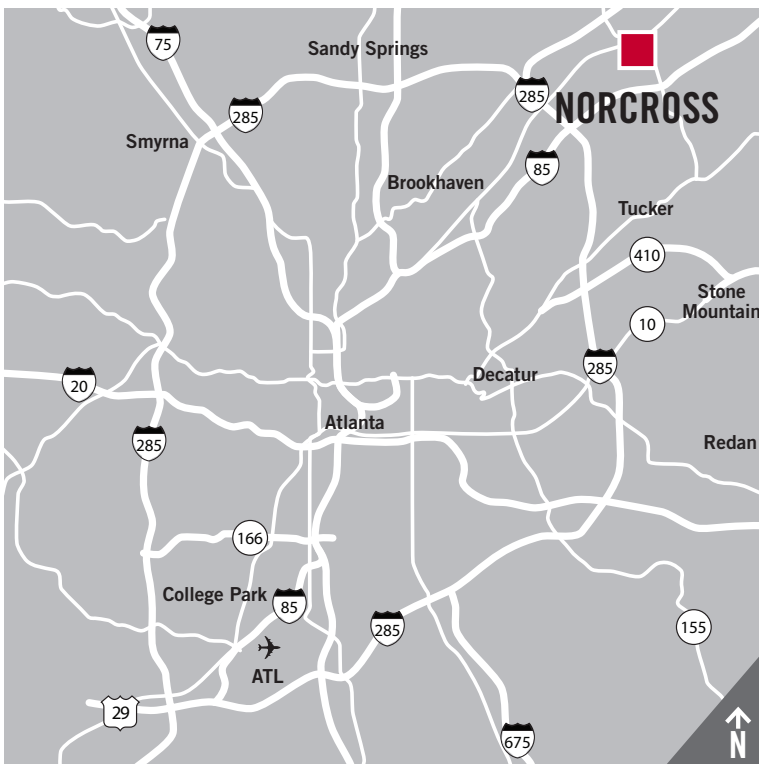 75
Sandy Springs
285
285
NORCROSS
Smyrna
85
Brookhaven
Tucker
410
Stone
Mountain
10
285
Decatur
20
Atlanta
285
Redan
166
College Park
85
285
155
ATL
29
675
N